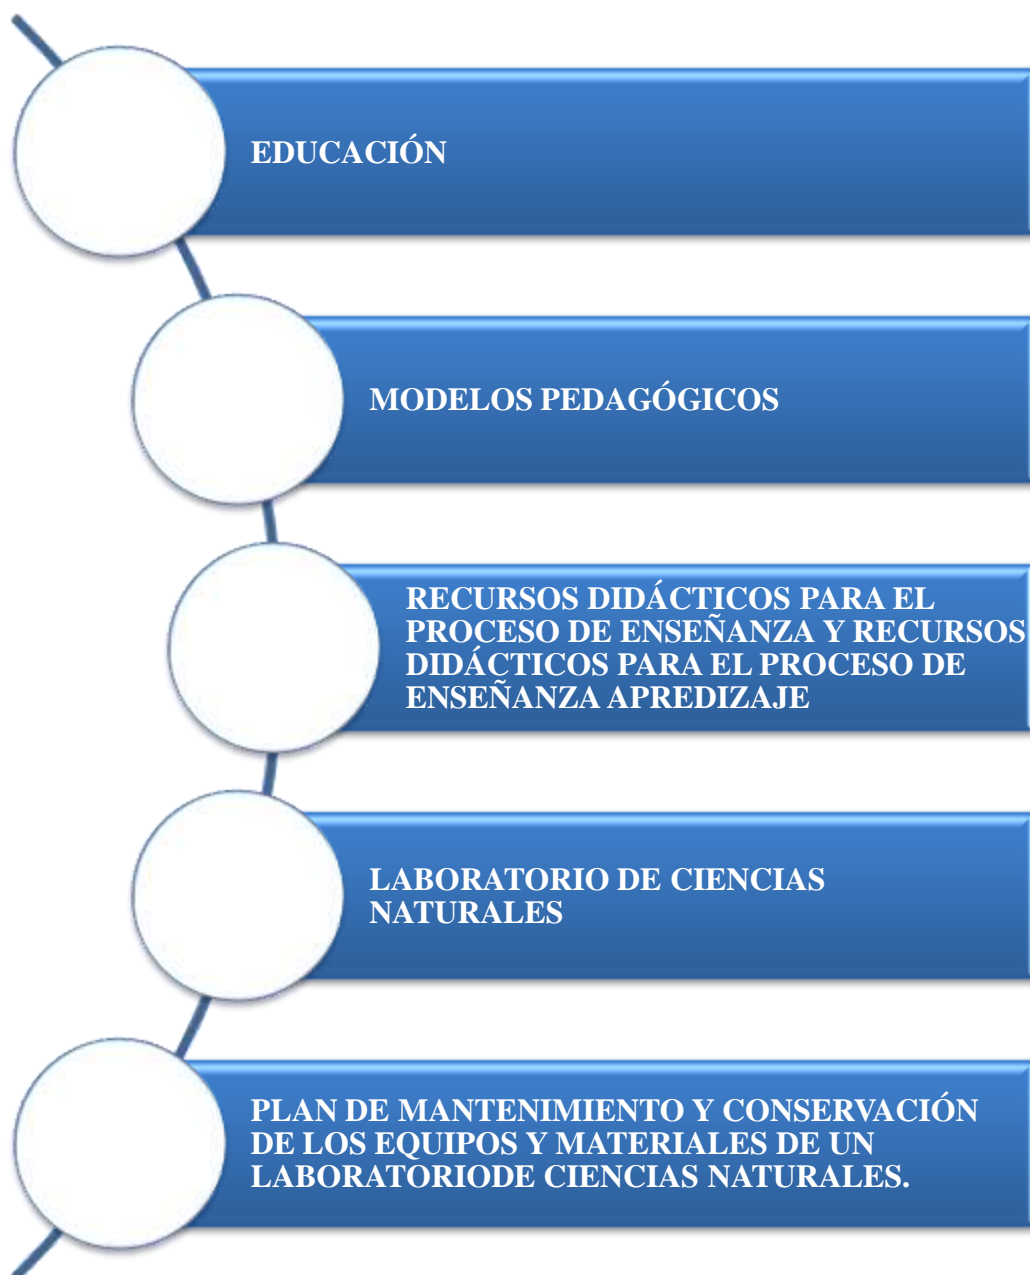 EDUCACIÓN
MODELOS PEDAGÓGICOS
RECURSOS DIDÁCTICOS PARA EL
PROCESO DE ENSEÑANZA Y RECURSOS
DIDÁCTICOS PARA EL PROCESO DE
ENSEÑANZA APREDIZAJE
LABORATORIO DE CIENCIAS
NATURALES
PLAN DE MANTENIMIENTO Y CONSERVACIÓN
DE LOS EQUIPOS Y MATERIALES DE UN
LABORATORIODE CIENCIAS NATURALES.